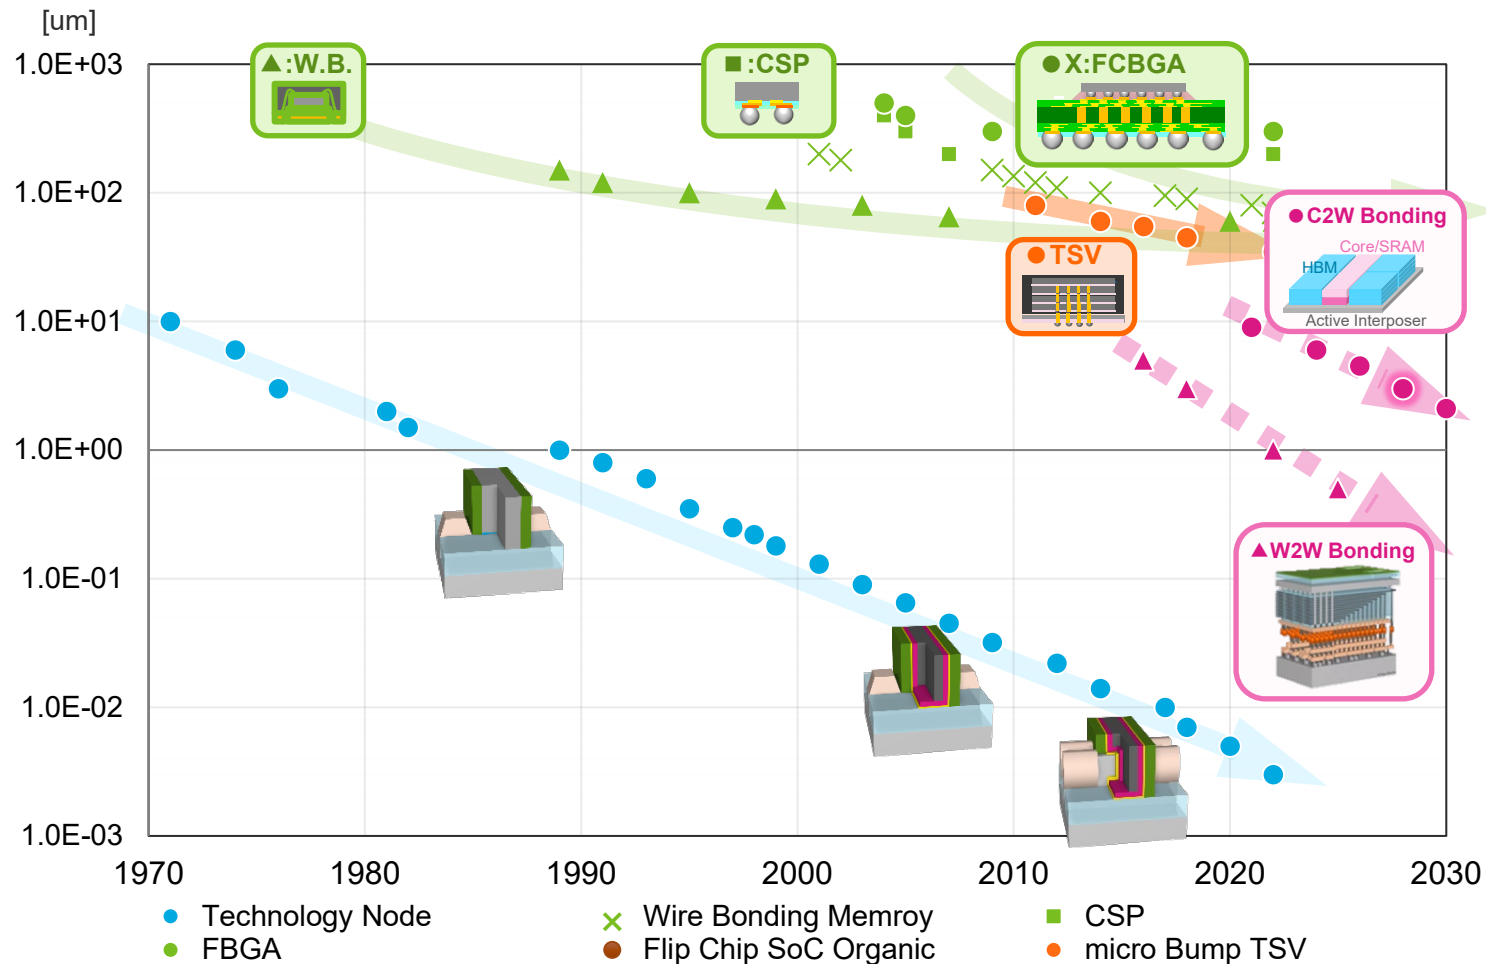 [um]
1.0E+03
1.0E+02
1.0E+01
1.0E+00
1.0E-01
1.0E-02
1.0E-03
▲:W.B.
■:CSP
●X:FCBGA
●TSV
●C2W Bonding
Core/SRAM
HBM
Active Interposer
▲W2W Bonding
1970 1980 1990 2000 2010 2020 2030
Technology Node
Wire Bonding Memroy
CSP
FBGA
Flip Chip SoC Organic
micro Bump TSV